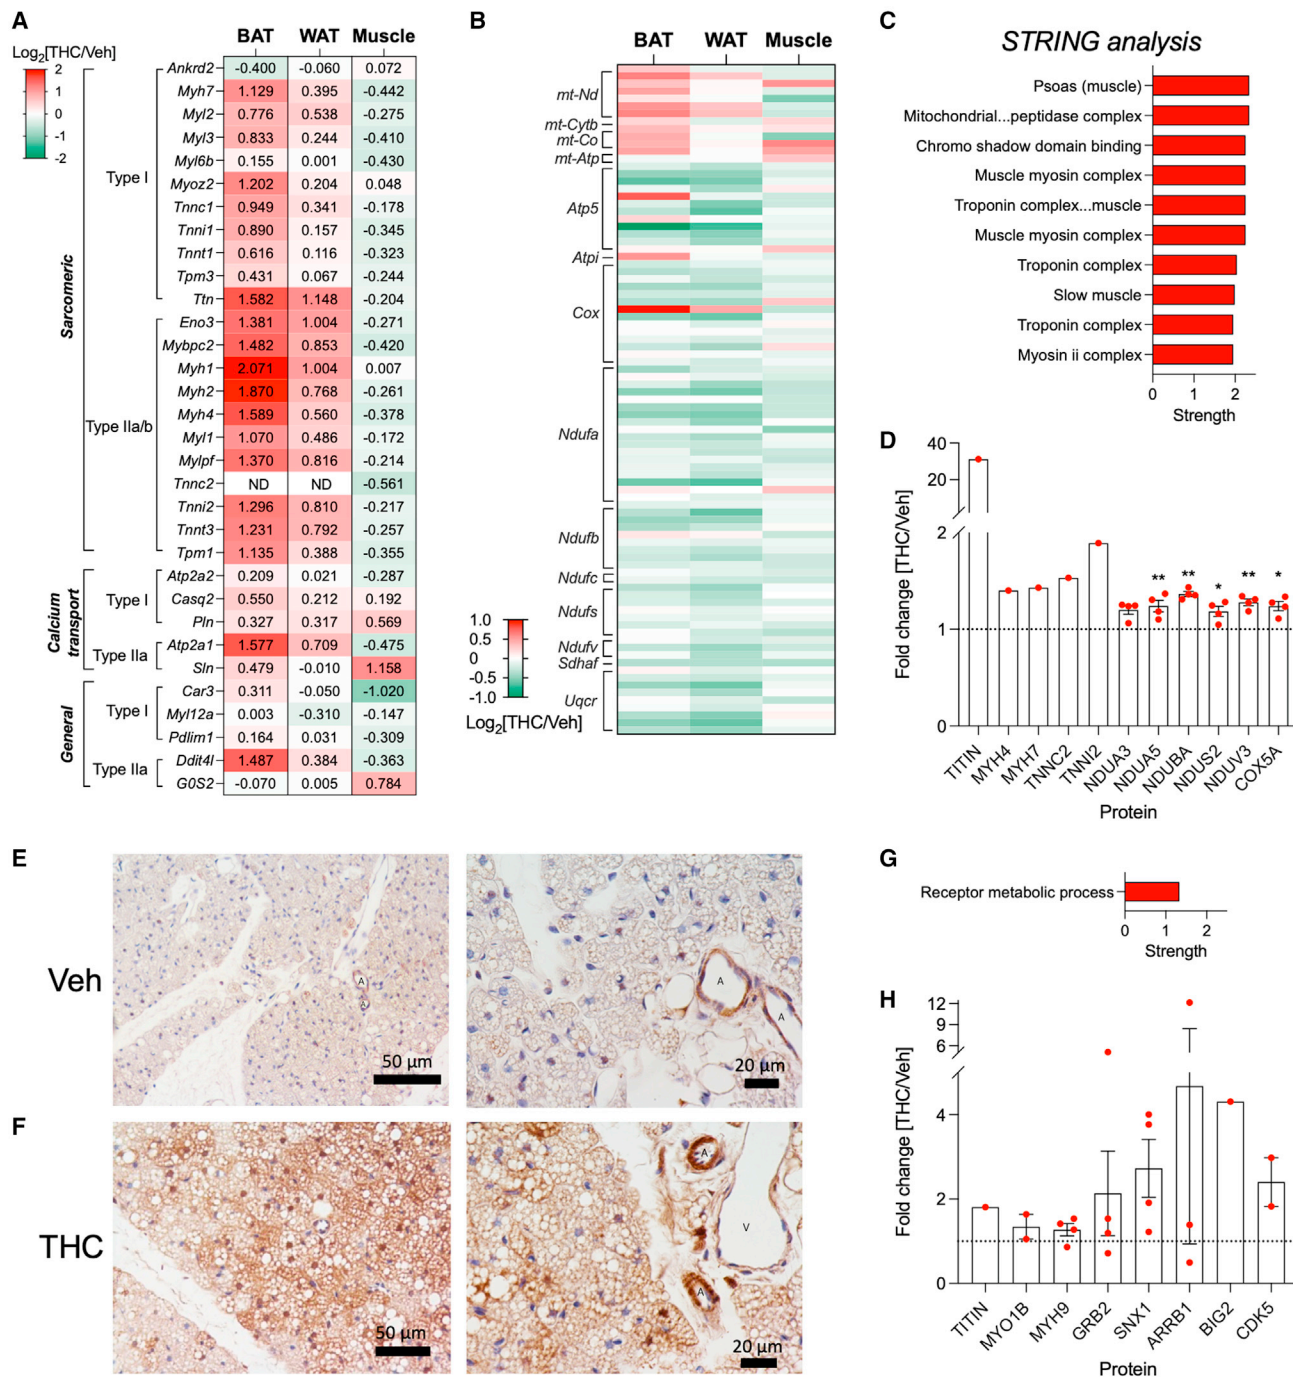 A
BAT WAT Muscle
Log2[THC/Veh]
2
1
0
-1
-2
Sarcomeric
Type I
Ankrd2 -0.400 -0.060 0.072
Myh7 1.129 0.395 -0.442
Myl2 0.776 0.538 -0.275
Myl3 0.833 0.244 -0.410
Myl6b 0.155 0.001 -0.430
Myoz2 1.202 0.204 0.048
Tnnc1 0.949 0.341 -0.178
Tnni1 0.890 0.157 -0.345
Tnnt1 0.616 0.116 -0.323
Tpm3 0.431 0.067 -0.244
Ttn 1.582 1.148 -0.204
Type IIa/b
Eno3 1.381 1.004 -0.271
Mybpc2 1.482 0.853 -0.420
Myh1 2.071 1.004 0.007
Myh2 1.870 0.768 -0.261
Myh4 1.589 0.560 -0.378
Myl1 1.070 0.486 -0.172
Mylpf 1.370 0.816 -0.214
Tnnc2 ND ND -0.561
Tnni2 1.296 0.810 -0.217
Tnnt3 1.231 0.792 -0.257
Tpm1 1.135 0.388 -0.355
Calcium
transport
Type I
Atp2a2 0.209 0.021 -0.287
Casq2 0.550 0.212 0.192
Pln 0.327 0.317 0.569
Type IIa
Atp2a1 1.577 0.709 -0.475
Sln 0.479 -0.010 1.158
General
Type I
Car3 0.311 -0.050 -1.020
Myl12a 0.003 -0.310 -0.147
Pdlim1 0.164 0.031 -0.309
Type IIa
Ddit4l 1.487 0.384 -0.363
G0S2 -0.070 0.005 0.784
B
BAT WAT Muscle
mt-Nd
mt-Cytb
mt-Co
mt-Atp
Atp5
Atpi
Cox
Ndufa
Ndufb
Ndufc
Ndufs
Ndufv
Sdhaf
Uqcr
1.0
0.5
0
-0.5
-1.0
Log2[THC/Veh]
C
STRING analysis
Psoas (muscle)
Mitochondrial...peptidase complex
Chromo shadow domain binding
Muscle myosin complex
Troponin complex...muscle
Muscle myosin complex
Troponin complex
Slow muscle
Troponin complex
Myosin ii complex
0 1 2
Strength
D
Fold change [THC/Veh]
40
20
2
1
0
** ** * ** *
TITIN MYH4 MYH7 TNNC2 TNNI2 NDUA3 NDUA5 NDUBA NDUS2 NDUV3 COX5A
Protein
E
Veh
A
A
50 µm
A
A
20 µm
F
THC
50 µm
A
V
A
20 µm
G
Receptor metabolic process
0 1 2
Strength
H
Fold change [THC/Veh]
12
9
6
4
2
0
TITIN MYO1B MYH9 GRB2 SNX1 ARRB1 BIG2 CDK5
Protein